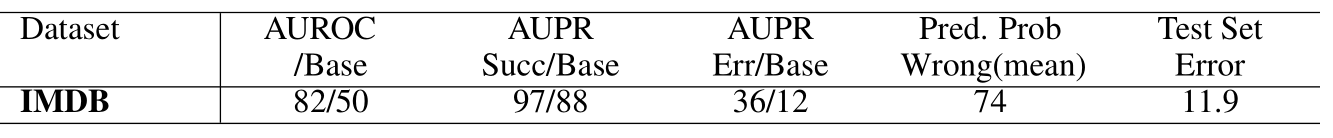 Dataset AUROC AUPR AUPR Pred. Prob Test Set
/Base Succ/Base Err/Base Wrong(mean) Error
IMDB 82/50 97/88 36/12 74 11.9